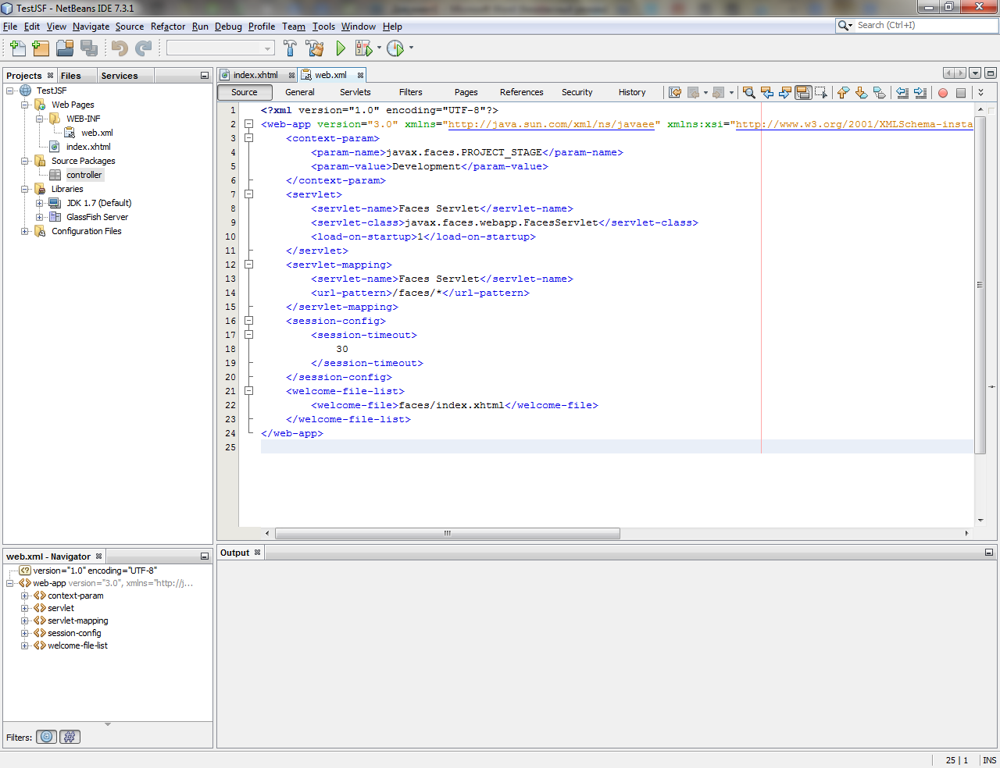 TestJSF - NetBeans IDE 7.3.1
File Edit View Navigate Source Refactor Run Debug Profile Team Tools Window Help
Search (Ctrl+I)
Projects Files Services
TestJSF
Web Pages
WEB-INF
web.xml
index.xhtml
Source Packages
controller
Libraries
JDK 1.7 (Default)
GlassFish Server
Configuration Files
index.xhtml web.xml
Source General Servlets Filters Pages References Security History
1 <?xml version="1.0" encoding="UTF-8"?>
2 <web-app version="3.0" xmlns="http://java.sun.com/xml/ns/javaee" xmlns:xsi="http://www.w3.org/2001/XMLSchema-insta
3 <context-param>
4 <param-name>javax.faces.PROJECT_STAGE</param-name>
5 <param-value>Development</param-value>
6 </context-param>
7 <servlet>
8 <servlet-name>Faces Servlet</servlet-name>
9 <servlet-class>javax.faces.webapp.FacesServlet</servlet-class>
10 <load-on-startup>1</load-on-startup>
11 </servlet>
12 <servlet-mapping>
13 <servlet-name>Faces Servlet</servlet-name>
14 <url-pattern>/faces/*</url-pattern>
15 </servlet-mapping>
16 <session-config>
17 <session-timeout>
18 30
19 </session-timeout>
20 </session-config>
21 <welcome-file-list>
22 <welcome-file>faces/index.xhtml</welcome-file>
23 </welcome-file-list>
24 </web-app>
25
web.xml - Navigator
version="1.0" encoding="UTF-8"
web-app version="3.0", xmlns="http://j...
context-param
servlet
servlet-mapping
session-config
welcome-file-list
Filters:
Output
25 | 1 INS